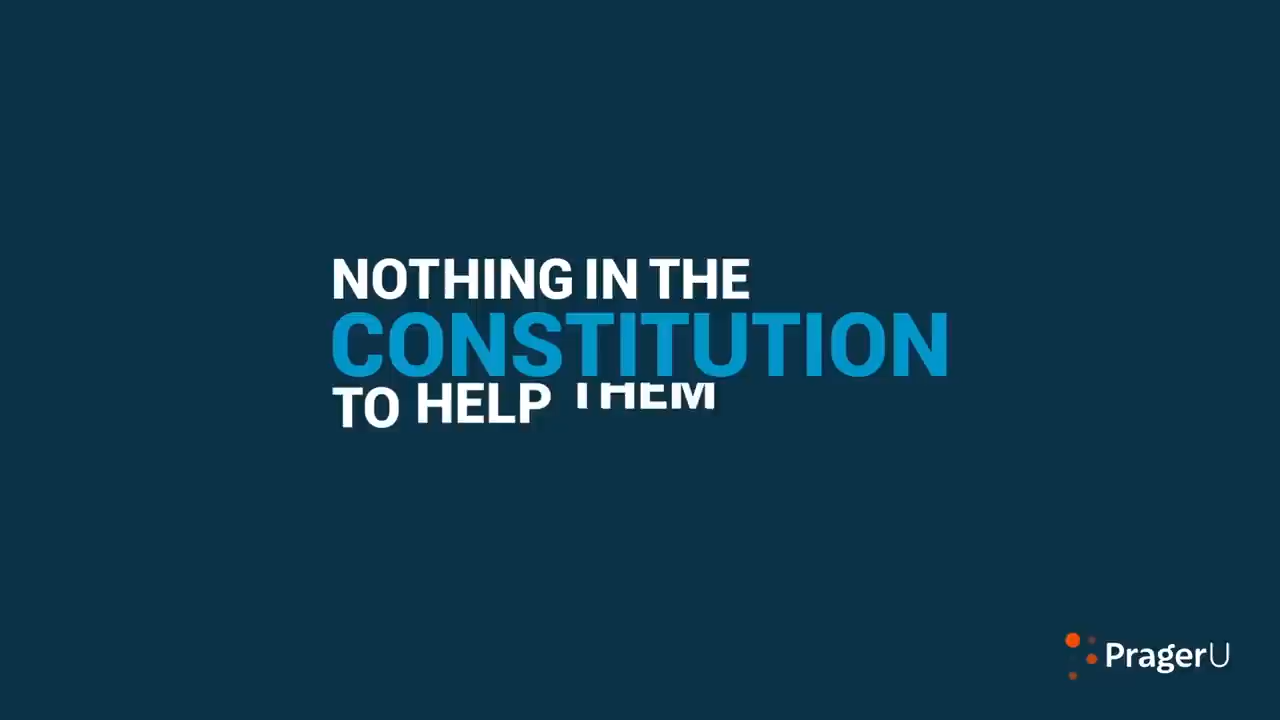 NOTHING IN THE
CONSTITUTION
TO HELP THEM
PragerU